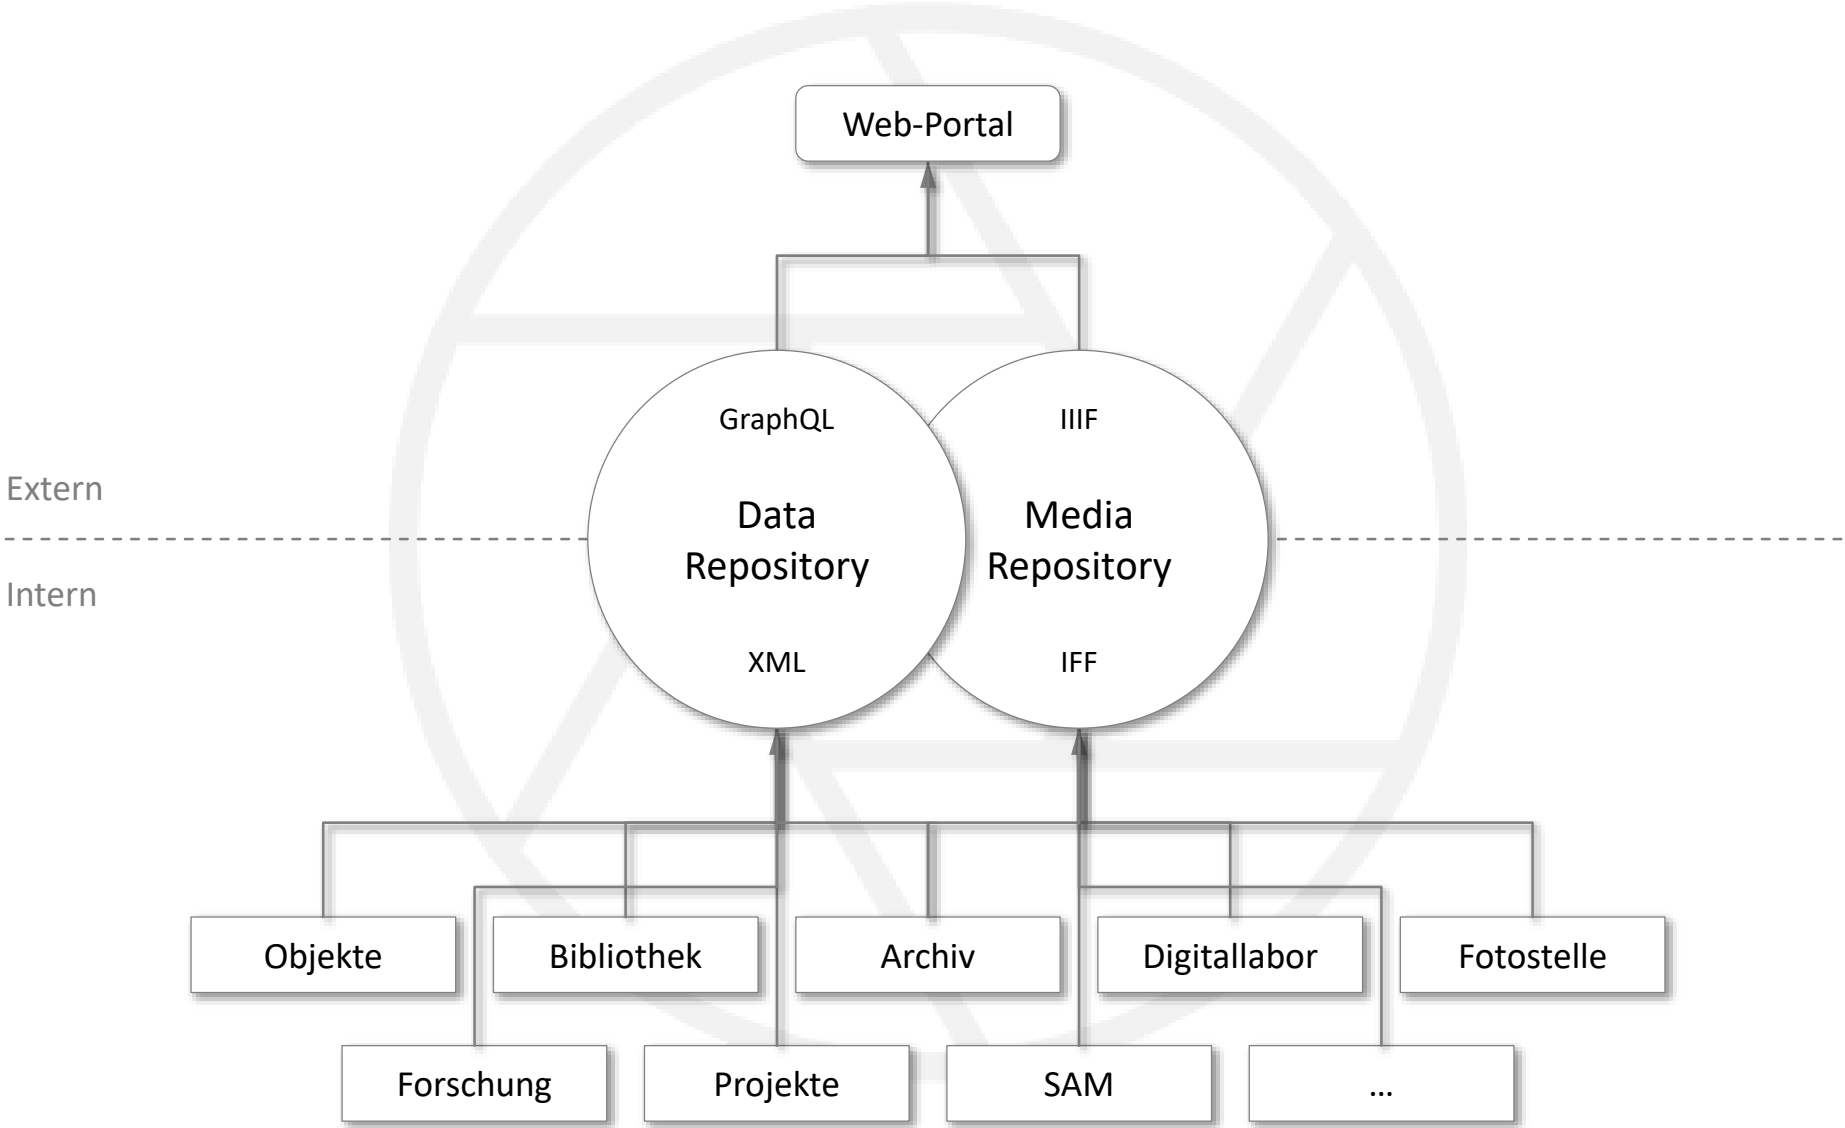 Web-Portal
GraphQL
IIIF
Extern
Data
Repository
Media
Repository
Intern
XML
IFF
Objekte
Bibliothek
Archiv
Digitallabor
Fotostelle
Forschung
Projekte
SAM
...